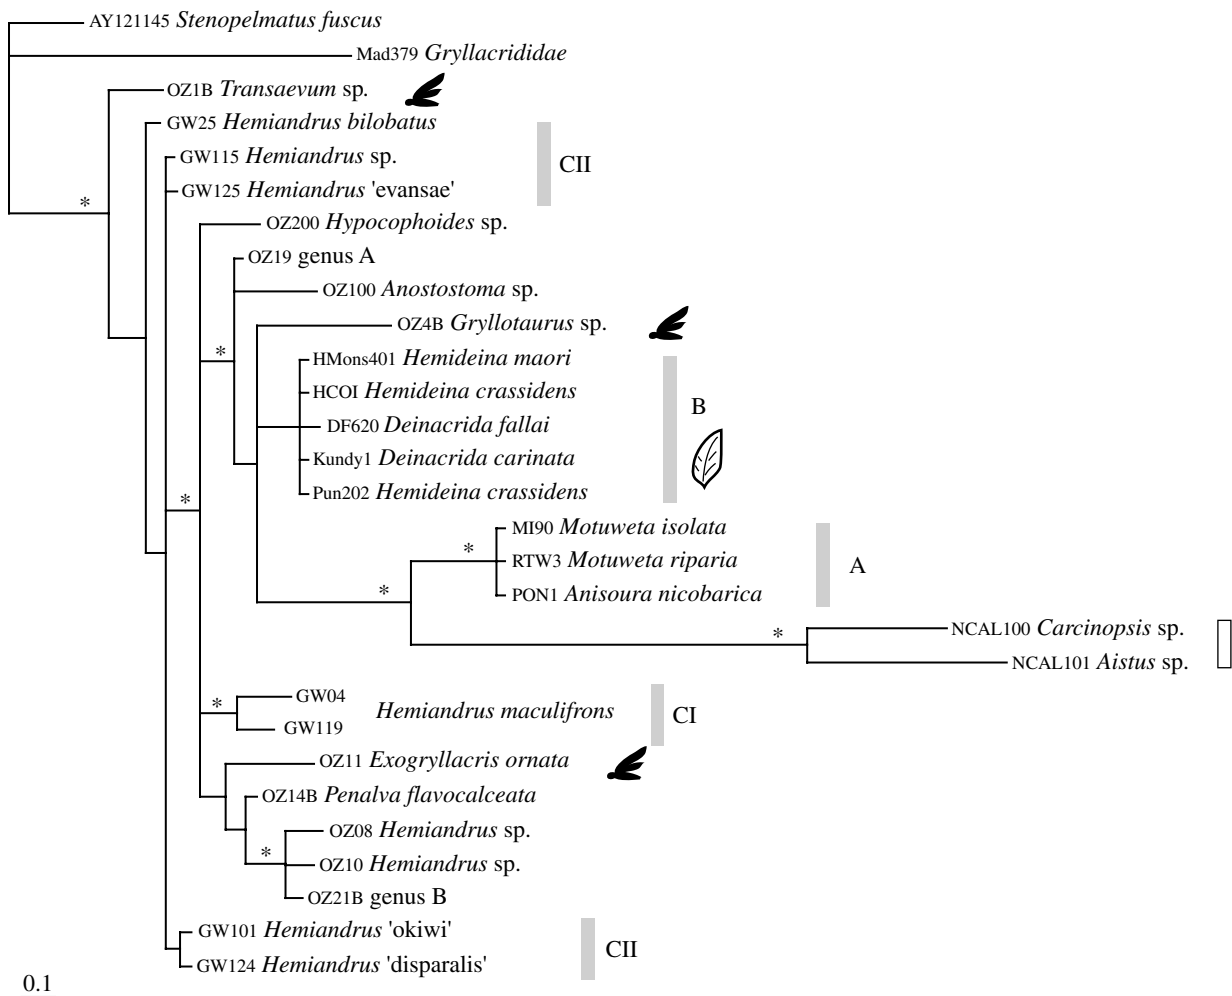 AY121145 Stenopelmatus fuscus
Mad379 Gryllacrididae
OZ1B Transaevum sp.
GW25 Hemiandrus bilobatus
GW115 Hemiandrus sp.
CII
GW125 Hemiandrus 'evansae'
*
OZ200 Hypocophoides sp.
OZ19 genus A
OZ100 Anostostoma sp.
OZ4B Gryllotaurus sp.
*
HMons401 Hemideina maori
HCOI Hemideina crassidens
B
DF620 Deinacrida fallai
Kundy1 Deinacrida carinata
Pun202 Hemideina crassidens
*
MI90 Motuweta isolata
*
RTW3 Motuweta riparia
A
*
PON1 Anisoura nicobarica
NCAL100 Carcinopsis sp.
*
NCAL101 Aistus sp.
GW04
*
Hemiandrus maculifrons
CI
GW119
OZ11 Exogryllacris ornata
OZ14B Penalva flavocalceata
OZ08 Hemiandrus sp.
*
OZ10 Hemiandrus sp.
OZ21B genus B
GW101 Hemiandrus 'okiwi'
CII
GW124 Hemiandrus 'disparalis'
0.1